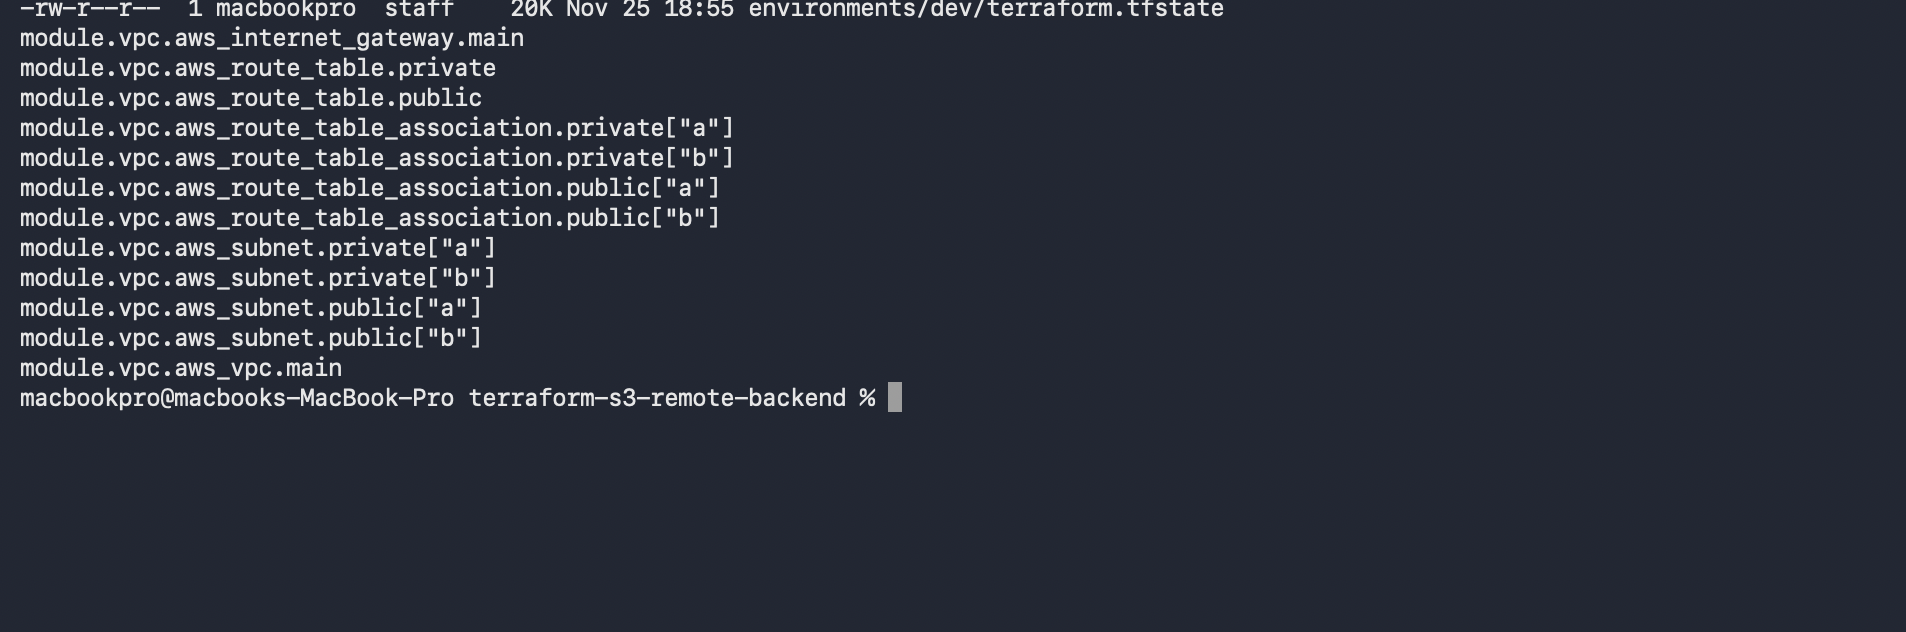 -rw-r--r--  1 macbookpro  staff    20K Nov 25 18:55 environments/dev/terraform.tfstate
module.vpc.aws_internet_gateway.main
module.vpc.aws_route_table.private
module.vpc.aws_route_table.public
module.vpc.aws_route_table_association.private["a"]
module.vpc.aws_route_table_association.private["b"]
module.vpc.aws_route_table_association.public["a"]
module.vpc.aws_route_table_association.public["b"]
module.vpc.aws_subnet.private["a"]
module.vpc.aws_subnet.private["b"]
module.vpc.aws_subnet.public["a"]
module.vpc.aws_subnet.public["b"]
module.vpc.aws_vpc.main
macbookpro@macbooks-MacBook-Pro terraform-s3-remote-backend %